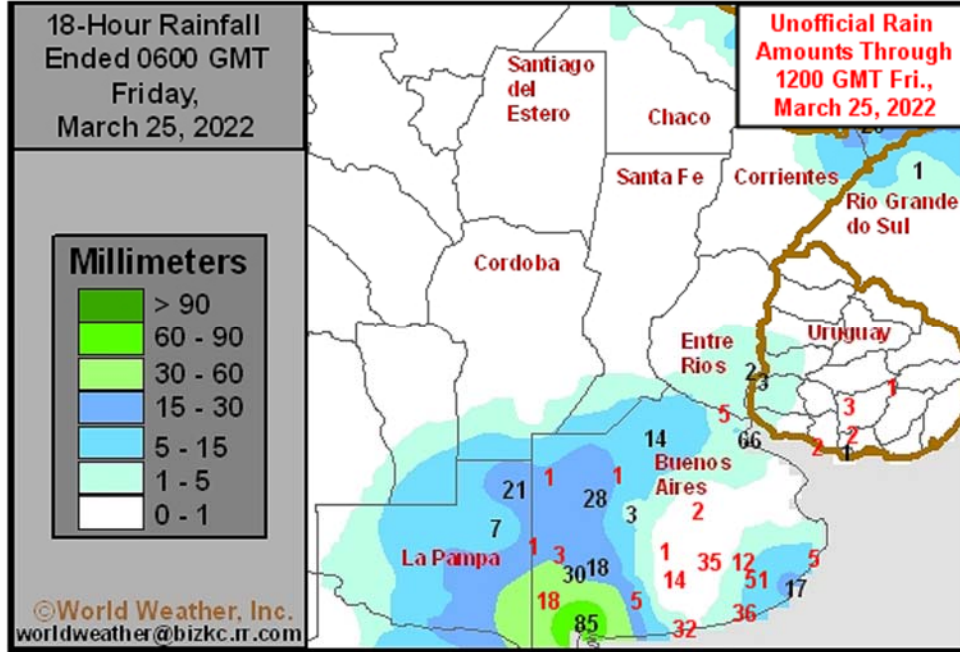 18-Hour Rainfall
Ended 0600 GMT
Friday,
March 25, 2022
Unofficial Rain
Amounts Through
1200 GMT Fri.,
March 25, 2022
Santiago
del
Estero
Chaco
Santa Fe
Corrientes
1
Rio Grande
do Sul
Cordoba
Millimeters
> 90
60 - 90
30 - 60
15 - 30
5 - 15
1 - 5
0 - 1
Entre
Rios
Uruguay
2
3
1
3
5
14
66
2
2
1
Buenos
Aires
21
1
28
1
3
2
7
La Pampa
1
3
30
18
1
14
35
12
51
5
17
18
5
36
85
32
©World Weather, Inc.
worldweather@bizkc.rr.com